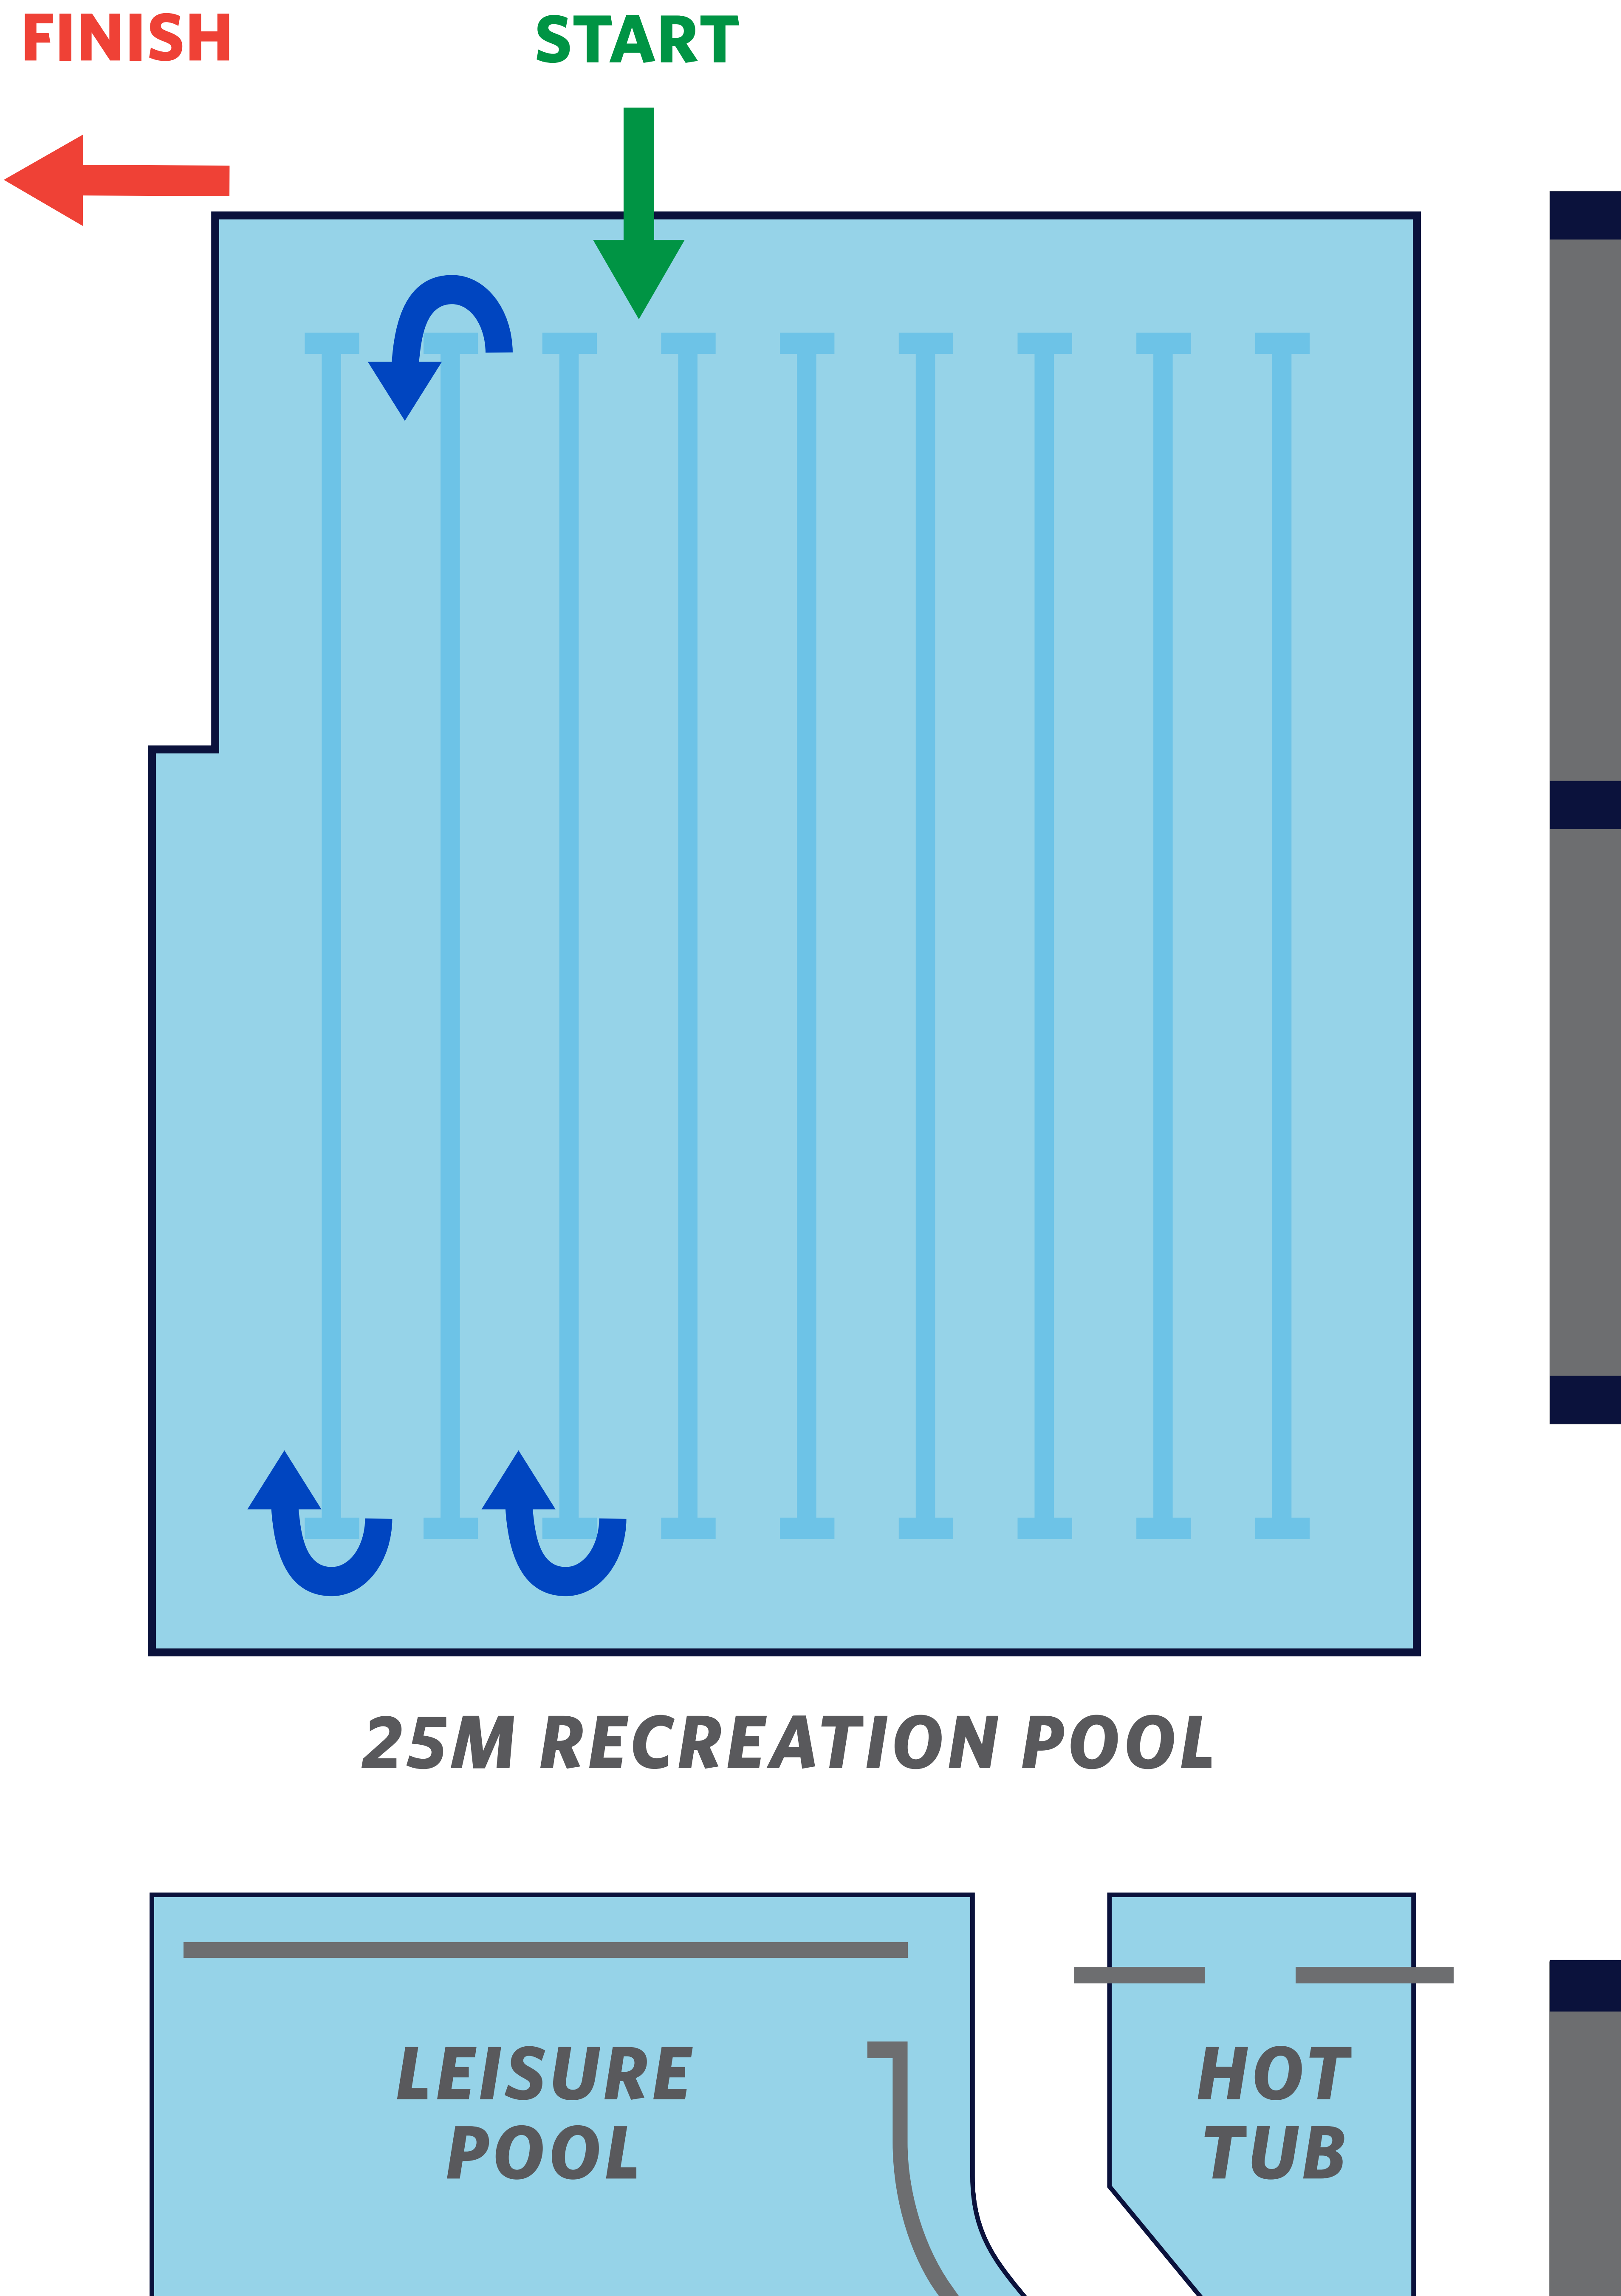 FINISH
START
25M RECREATION POOL
LEISURE
POOL
HOT
TUB